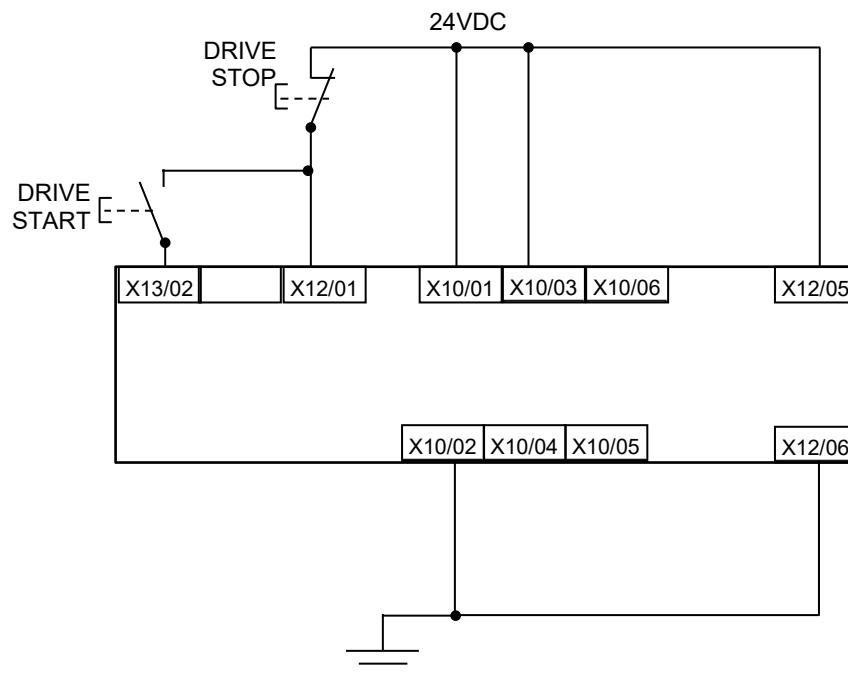 24VDC
DRIVE
STOP
DRIVE
START
X13/02
X12/01
X10/01
X10/03
X10/06
X12/05
X10/02
X10/04
X10/05
X12/06